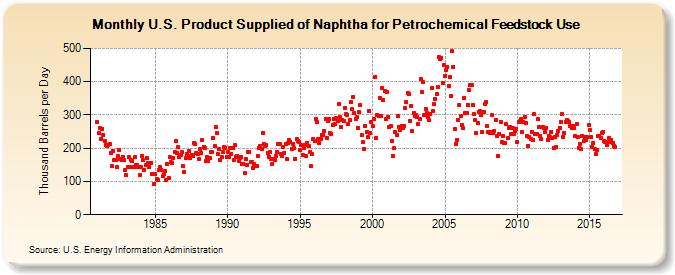 Monthly U.S. Product Supplied of Naphtha for Petrochemical Feedstock Use
Thousand Barrels per Day
500
400
300
200
100
0
1985 1990 1995 2000 2005 2010 2015
Source: U.S. Energy Information Administration